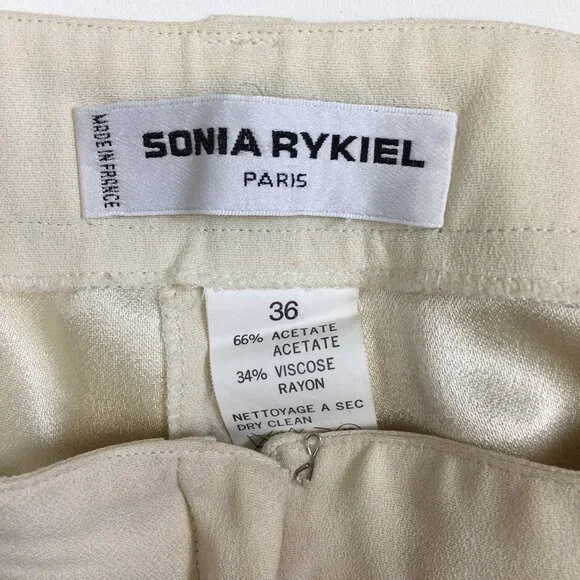 MADE IN FRANCE
SONIA RYKIEL
PARIS
36
66% ACETATE
ACETATE
34% VISCOSE
RAYON
NETTOYAGE A SEC
DRY CLEAN